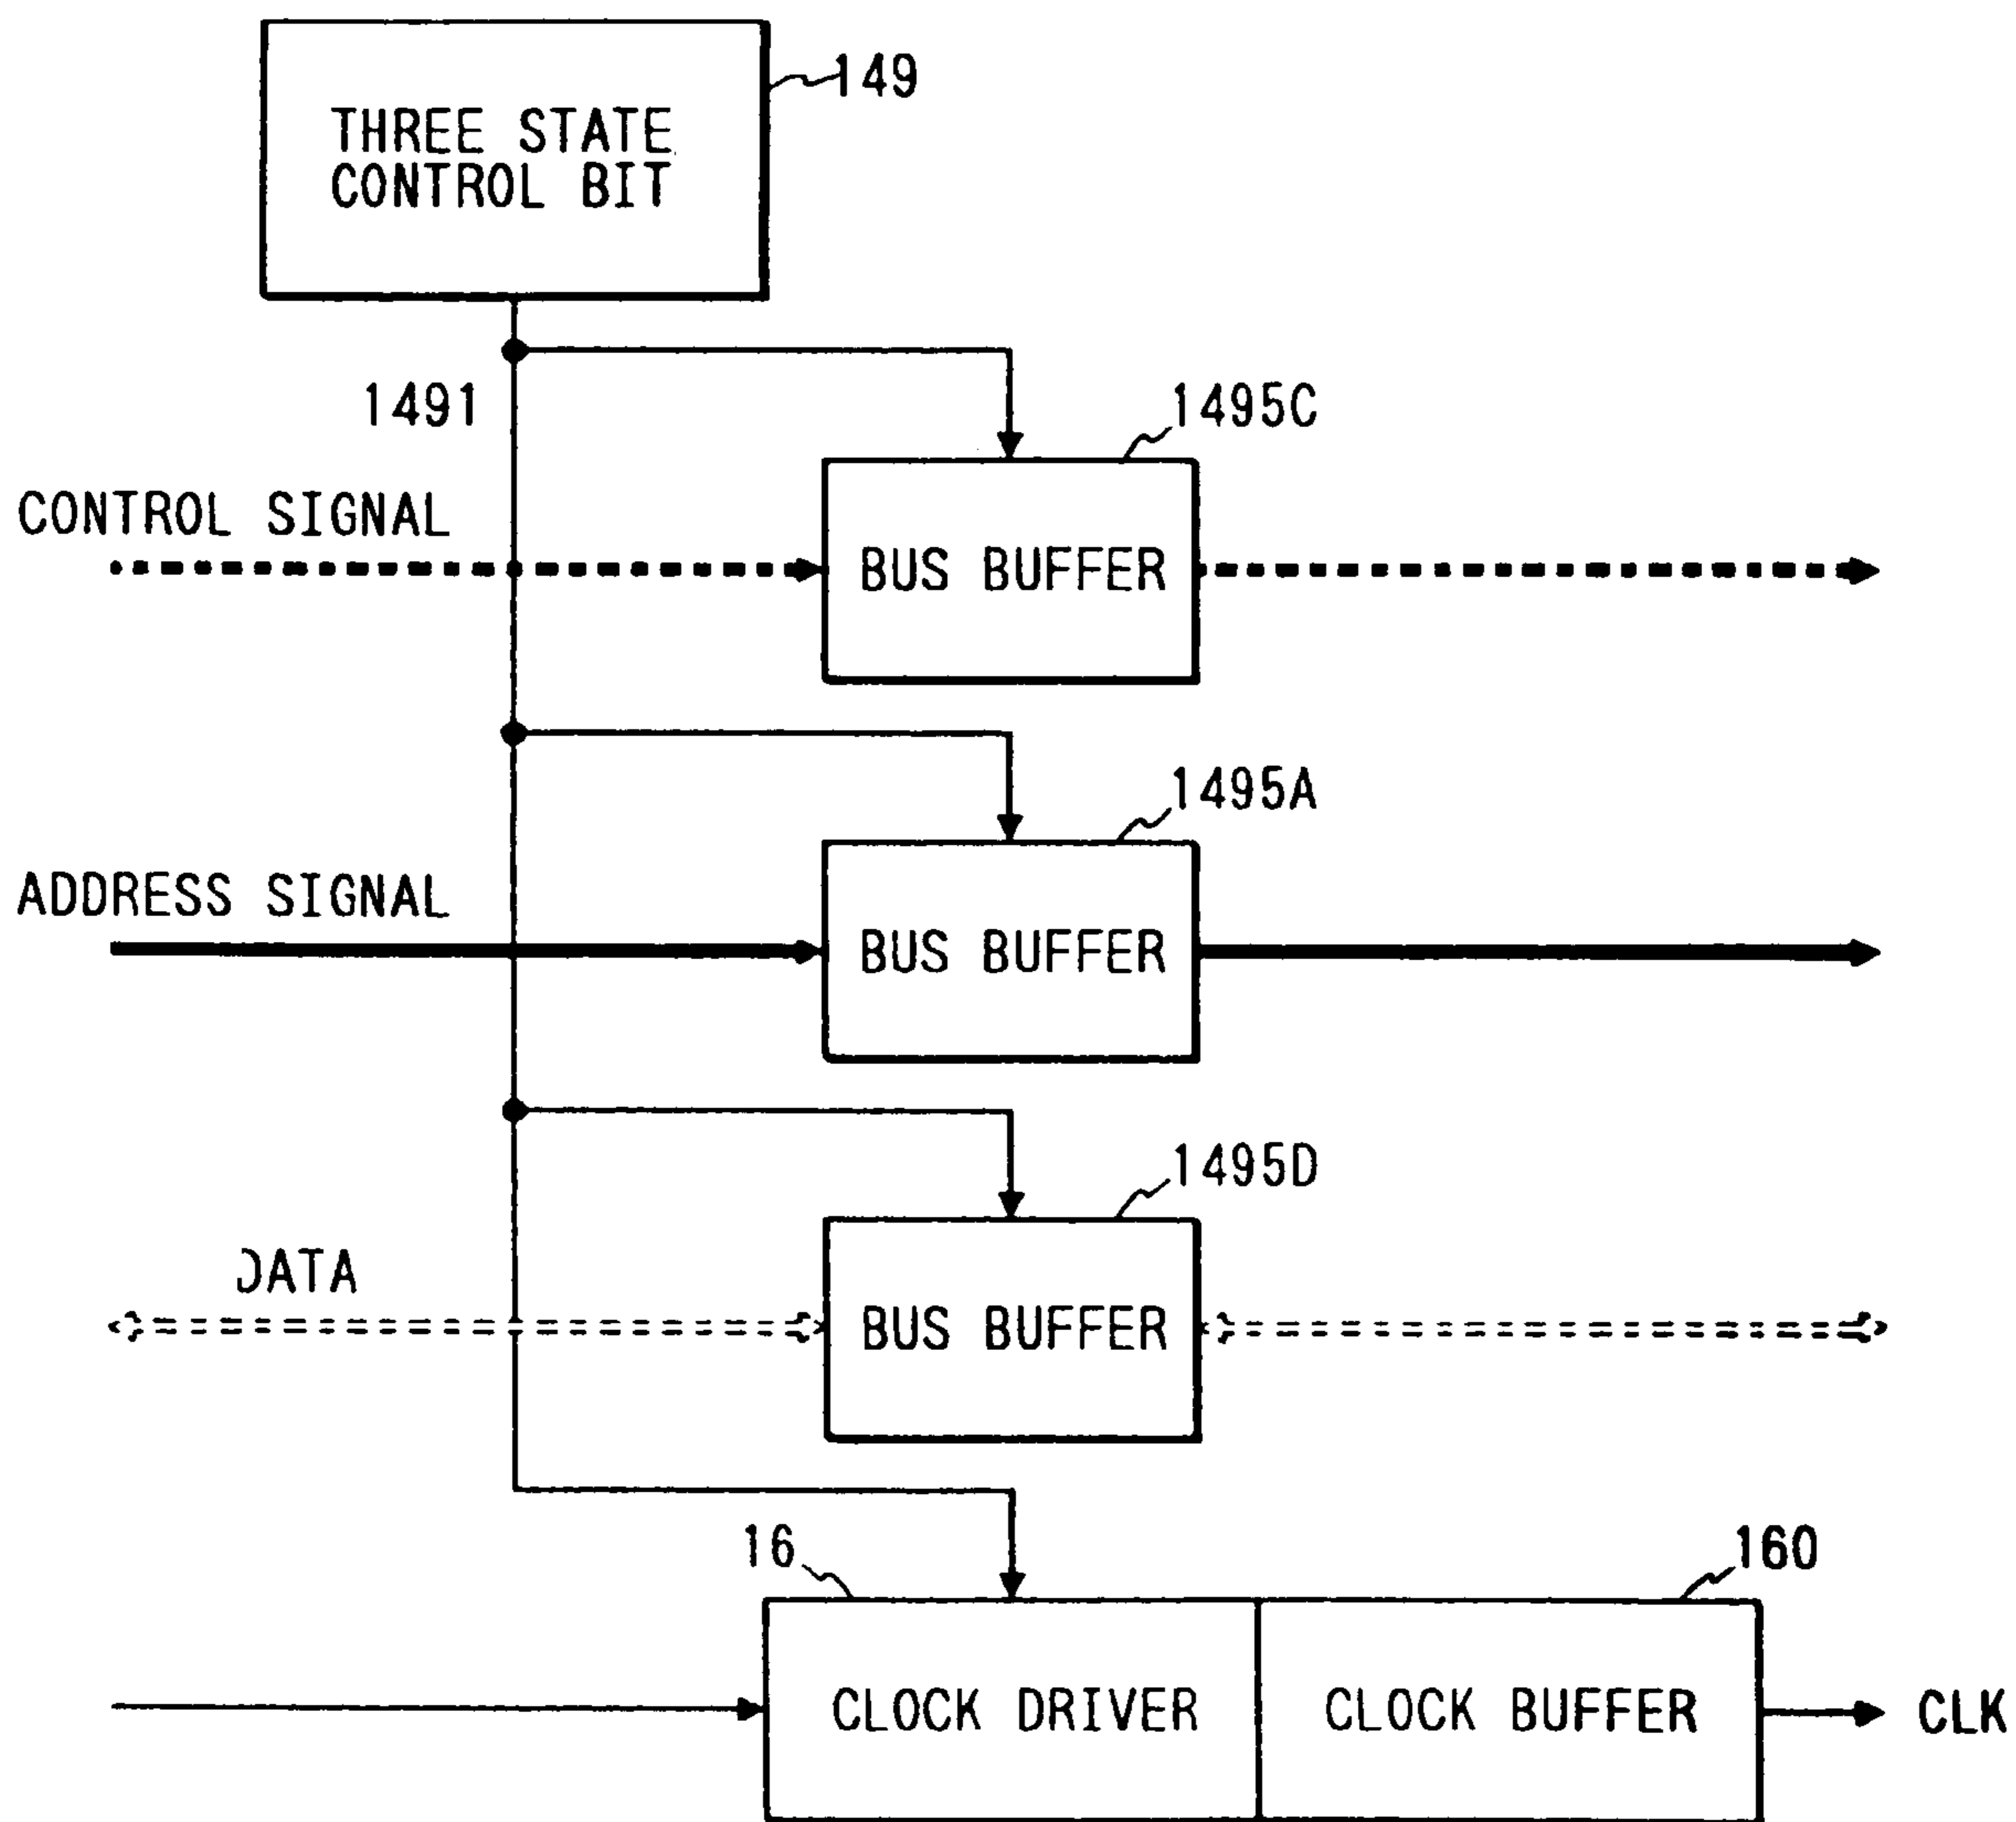 149
THREE STATE
CONTROL BIT
1491
1495C
CONTROL SIGNAL
BUS BUFFER
1495A
ADDRESS SIGNAL
BUS BUFFER
1495D
DATA
BUS BUFFER
16
160
CLOCK DRIVER
CLOCK BUFFER
CLK